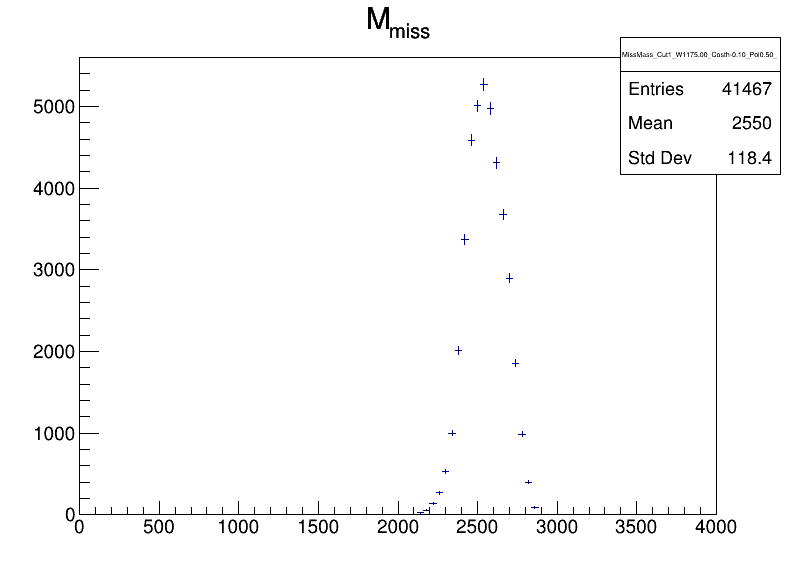 M_miss
MissMass_Cut1_W1175.00_Costh-0.10_Pol0.50_
Entries 41467
Mean 2550
Std Dev 118.4
5000
4000
3000
2000
1000
0
0 500 1000 1500 2000 2500 3000 3500 4000